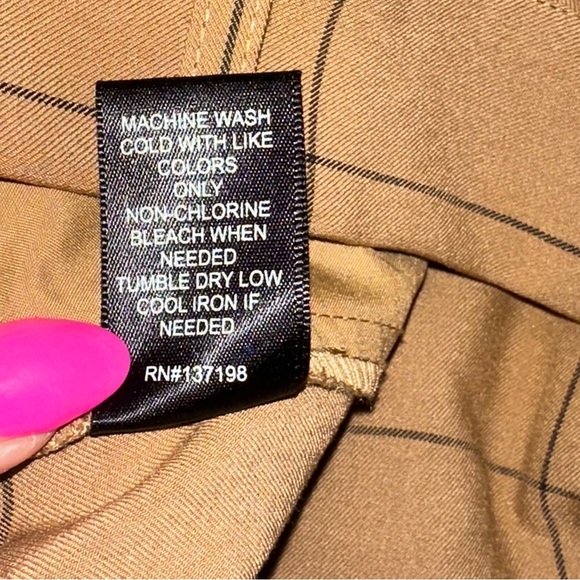 MACHINE WASH
COLD WITH LIKE
COLORS
ONLY
NON-CHLORINE
BLEACH WHEN
NEEDED
TUMBLE DRY LOW
COOL IRON IF
NEEDED
RN#137198